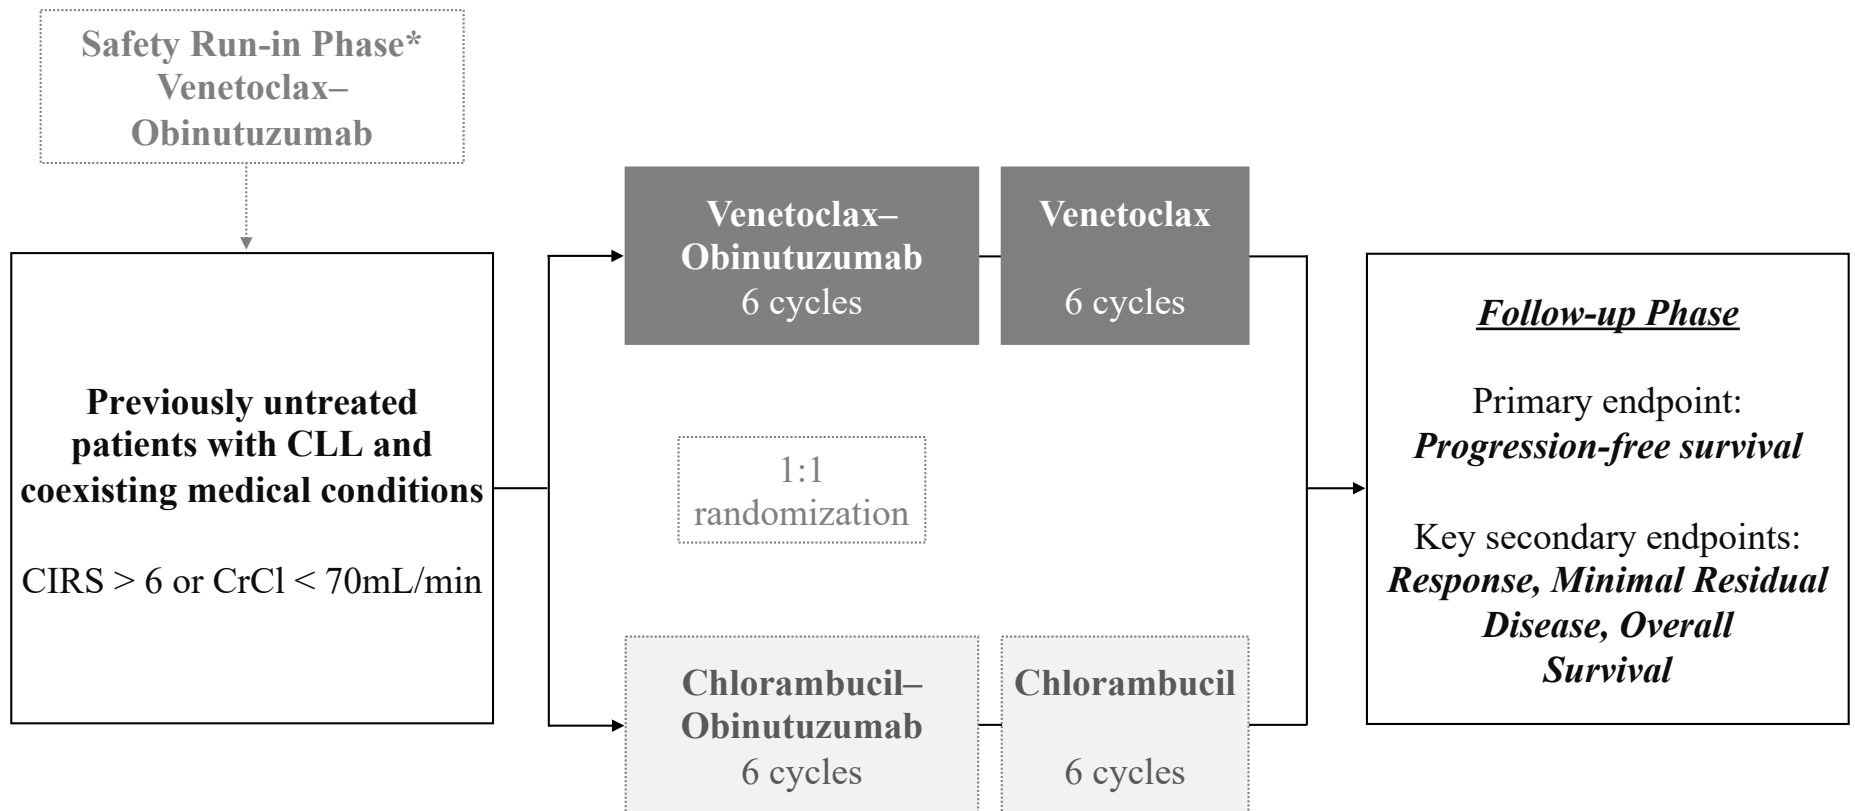 Safety Run-in Phase*
Venetoclax–
Obinutuzumab
Previously untreated
patients with CLL and
coexisting medical conditions
CIRS > 6 or CrCl < 70mL/min
Venetoclax–
Obinutuzumab
6 cycles
Venetoclax
6 cycles
1:1
randomization
Chlorambucil–
Obinutuzumab
6 cycles
Chlorambucil
6 cycles
Follow-up Phase
Primary endpoint:
Progression-free survival
Key secondary endpoints:
Response, Minimal Residual
Disease, Overall
Survival